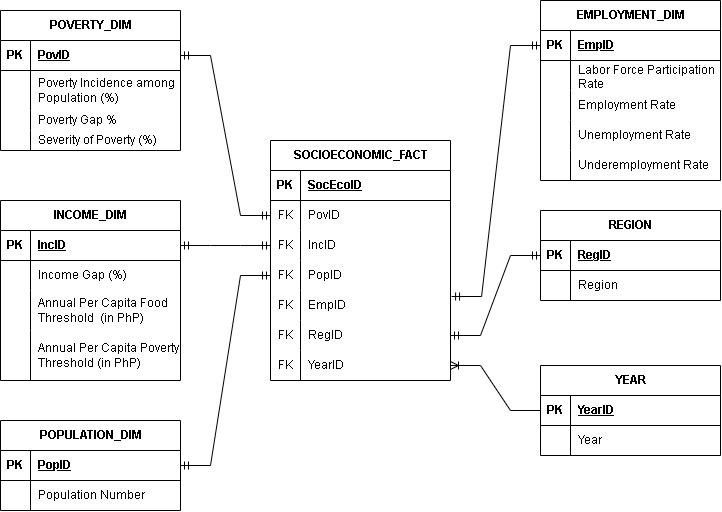 POVERTY_DIM
PK PovID
Poverty Incidence among
Population (%)
Poverty Gap %
Severity of Poverty (%)
INCOME_DIM
PK IncID
Income Gap (%)
Annual Per Capita Food
Threshold (in PhP)
Annual Per Capita Poverty
Threshold (in PhP)
POPULATION_DIM
PK PopID
Population Number
SOCIOECONOMIC_FACT
PK SocEcoID
FK PovID
FK IncID
FK PopID
FK EmpID
FK RegID
FK YearID
EMPLOYMENT_DIM
PK EmpID
Labor Force Participation
Rate
Employment Rate
Unemployment Rate
Underemployment Rate
REGION
PK RegID
Region
YEAR
PK YearID
Year